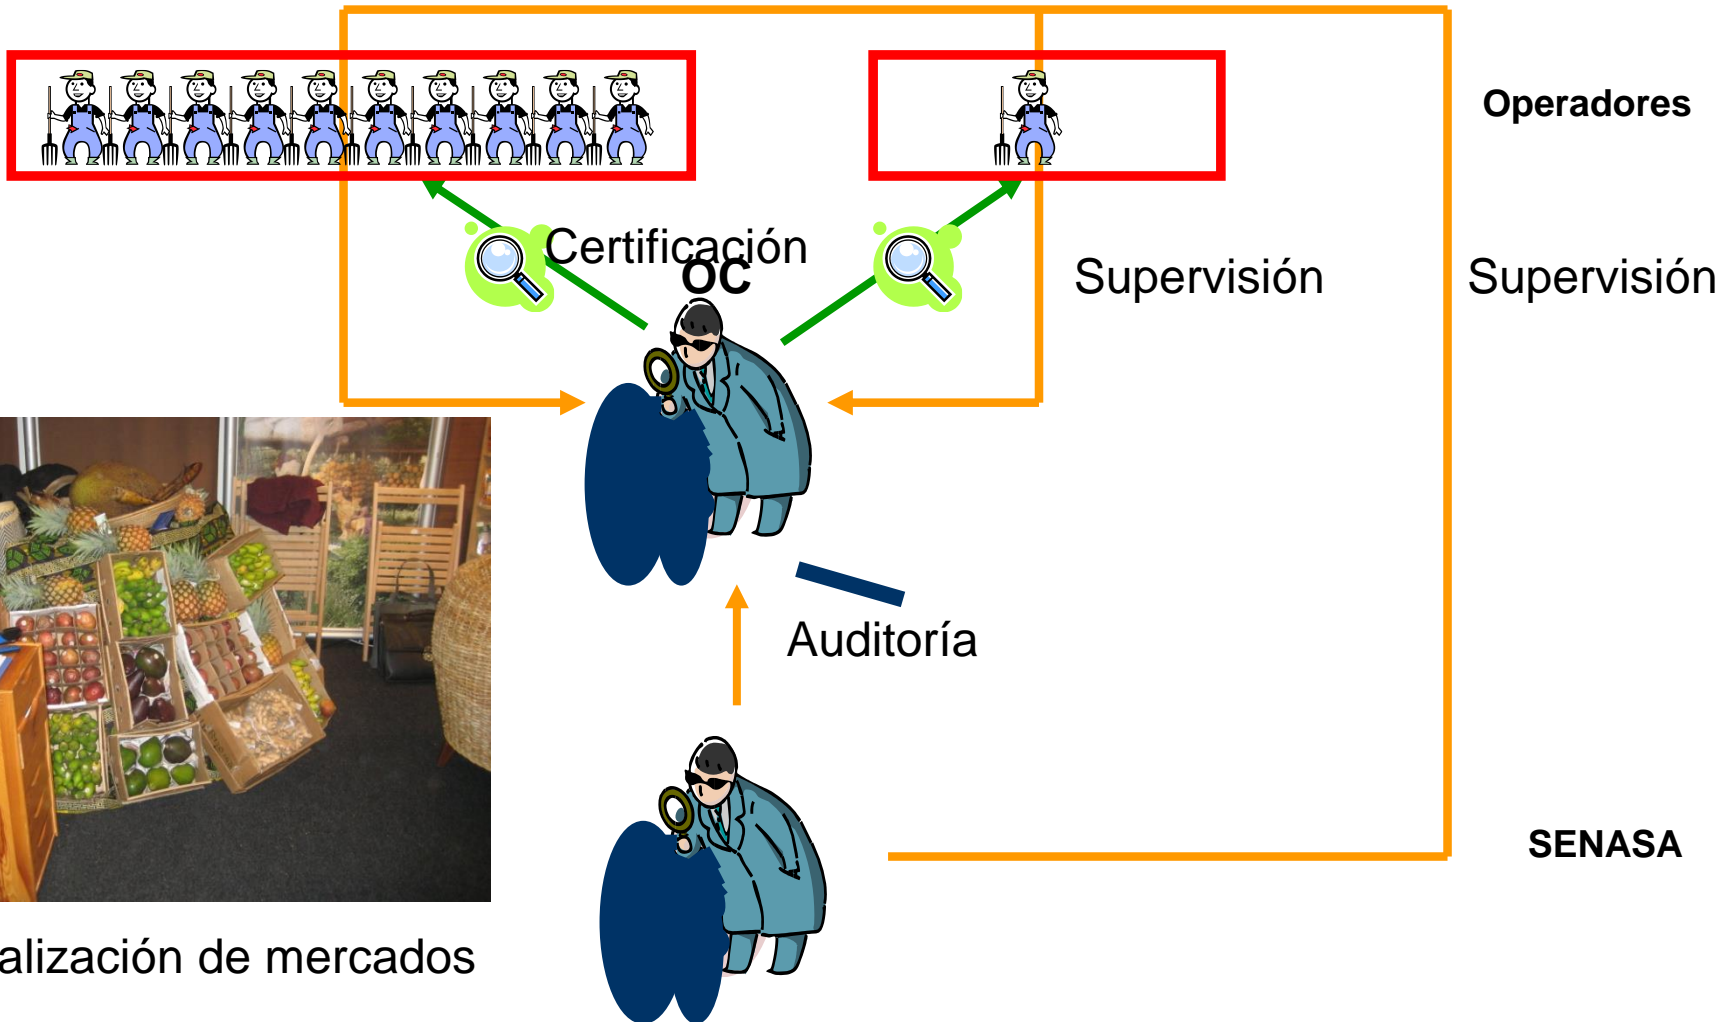 Operadores
Certificación
OC
Supervisión
Supervisión
Auditoría
SENASA
alización de mercados